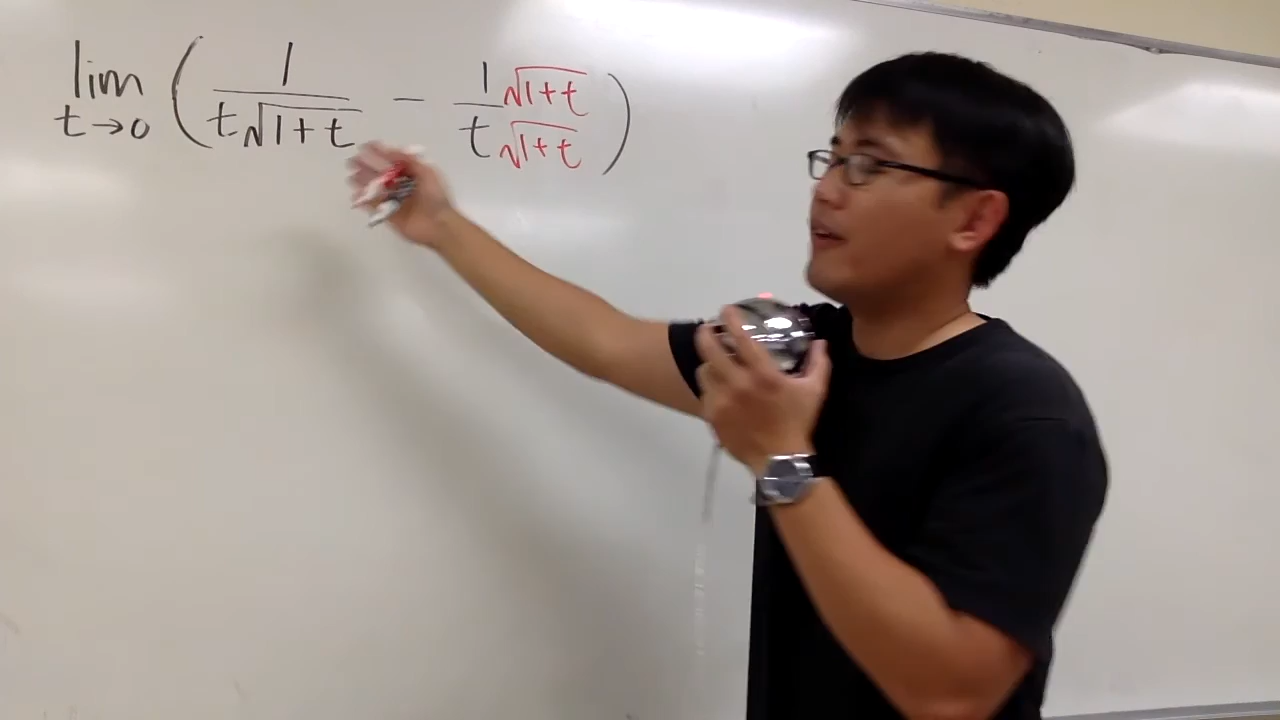 lim t→0 ( 1/(t√(1+t)) − (1√(1+t))/(t√(1+t)) )